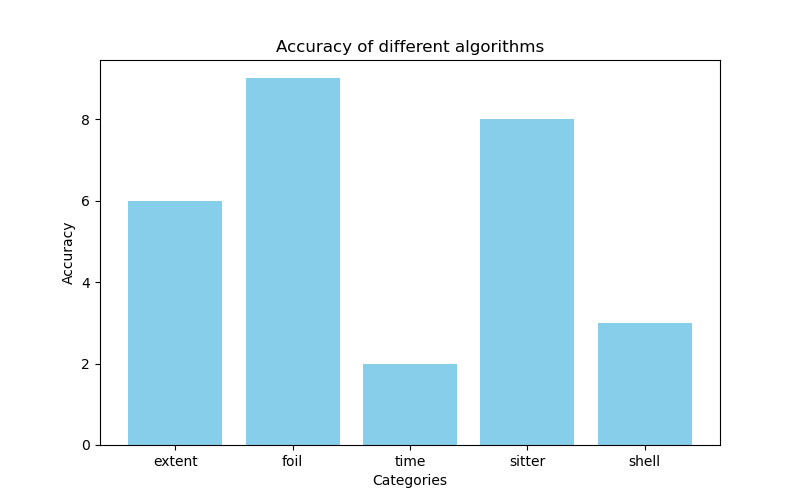 Accuracy of different algorithms
Accuracy
8
6
4
2
0
extent foil time sitter shell
Categories